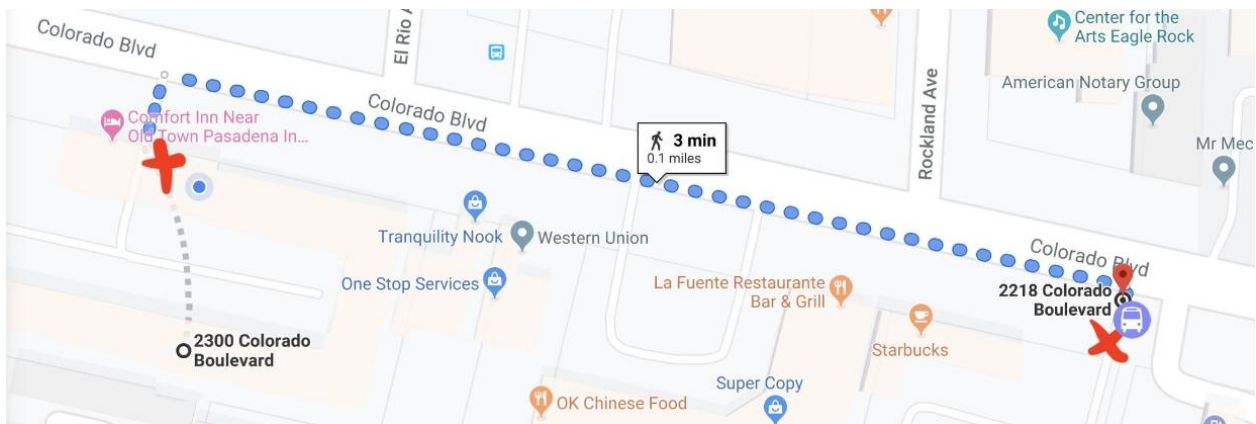 Colorado Blvd
El Rio A
Center for the
Arts Eagle Rock
American Notary Group
Comfort Inn Near
Old Town Pasadena In...
Colorado Blvd
3 min
0.1 miles
Rockland Ave
Mr Mec
Tranquility Nook
Western Union
Colorado Blvd
One Stop Services
La Fuente Restaurante
Bar & Grill
2218 Colorado
Boulevard
2300 Colorado
Boulevard
Starbucks
Super Copy
OK Chinese Food